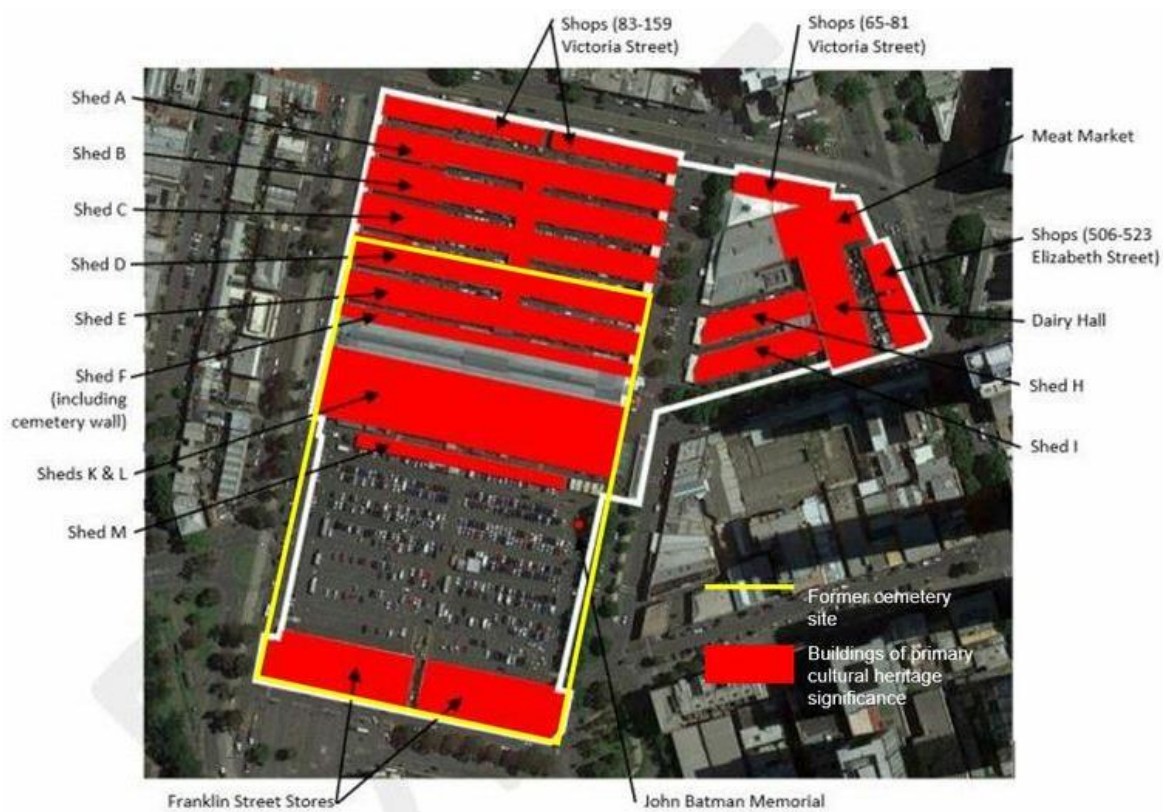 Shops (83-159
Victoria Street)
Shops (65-81
Victoria Street)
Shed A
Shed B
Shed C
Shed D
Shed E
Shed F
(including
cemetery wall)
Sheds K & L
Shed M
Meat Market
Shops (506-523
Elizabeth Street)
Dairy Hall
Shed H
Shed I
Former cemetery
site
Buildings of primary
cultural heritage
significance
Franklin Street Stores
John Batman Memorial